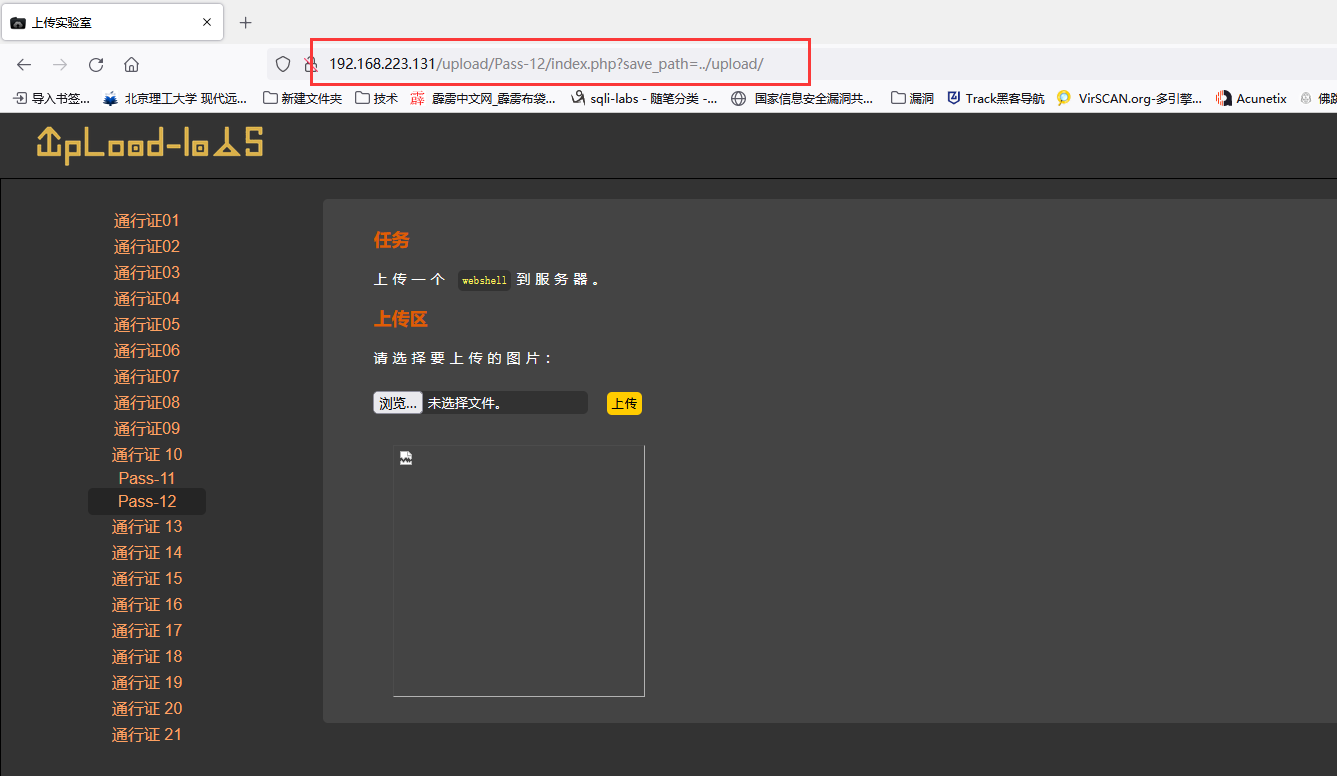 上传实验室
192.168.223.131/upload/Pass-12/index.php?save_path=../upload/
导入书签... 北京理工大学 现代远... 新建文件夹 技术 霹雳中文网_霹雳布袋... sqli-labs - 随笔分类 -... 国家信息安全漏洞共... 漏洞 Track黑客导航 VirSCAN.org-多引擎... Acunetix
UpLoad-labs
通行证01
通行证02
通行证03
通行证04
通行证05
通行证06
通行证07
通行证08
通行证09
通行证 10
Pass-11
Pass-12
通行证 13
通行证 14
通行证 15
通行证 16
通行证 17
通行证 18
通行证 19
通行证 20
通行证 21
任务
上传一个 webshell 到服务器。
上传区
请选择要上传的图片：
浏览... 未选择文件。 上传